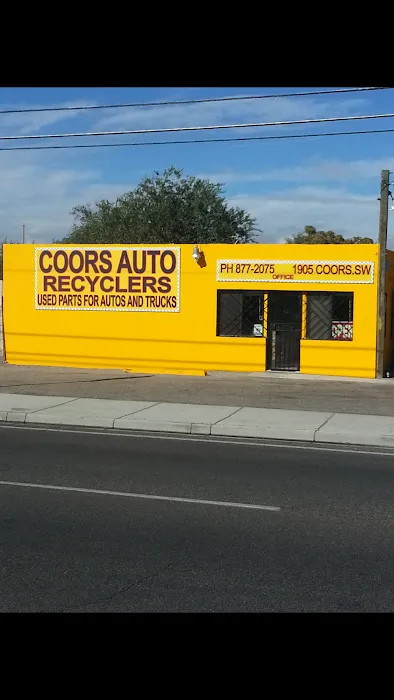 COORS AUTO
RECYCLERS
USED PARTS FOR AUTOS AND TRUCKS
PH 877-2075 1905 COORS.SW
OFFICE